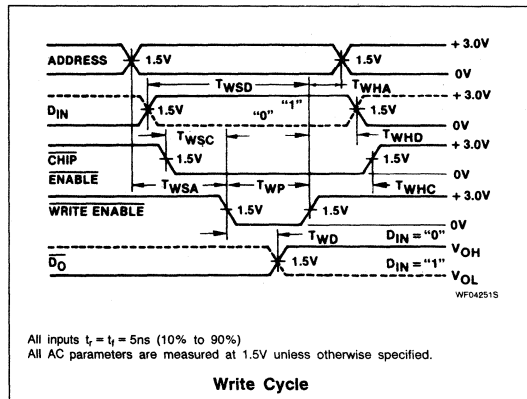 ADDRESS 1.5V 1.5V +3.0V
0V
TWSD TWHA
DIN 1.5V "1" 1.5V +3.0V
"0"
0V
TWSC TWHD
CHIP ENABLE 1.5V 1.5V +3.0V
0V
TWSA TWP TWHC
WRITE ENABLE 1.5V 1.5V +3.0V
0V
TWD DIN = "0"
DO 1.5V VOH
DIN = "1"
VOL
WF04251S
All inputs tr = tf = 5ns (10% to 90%)
All AC parameters are measured at 1.5V unless otherwise specified.
Write Cycle